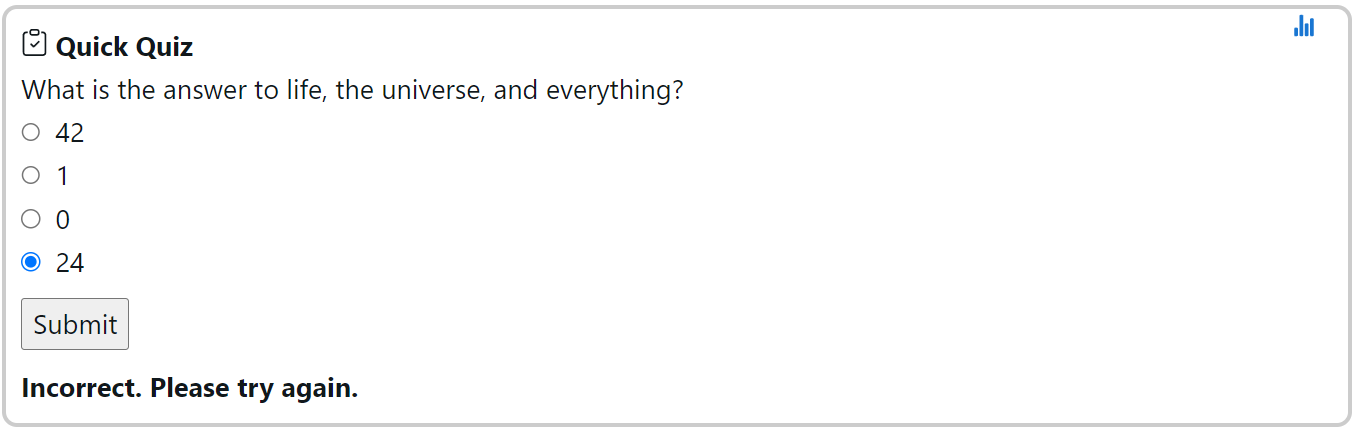 Quick Quiz
What is the answer to life, the universe, and everything?
42
1
0
24
Submit
Incorrect. Please try again.